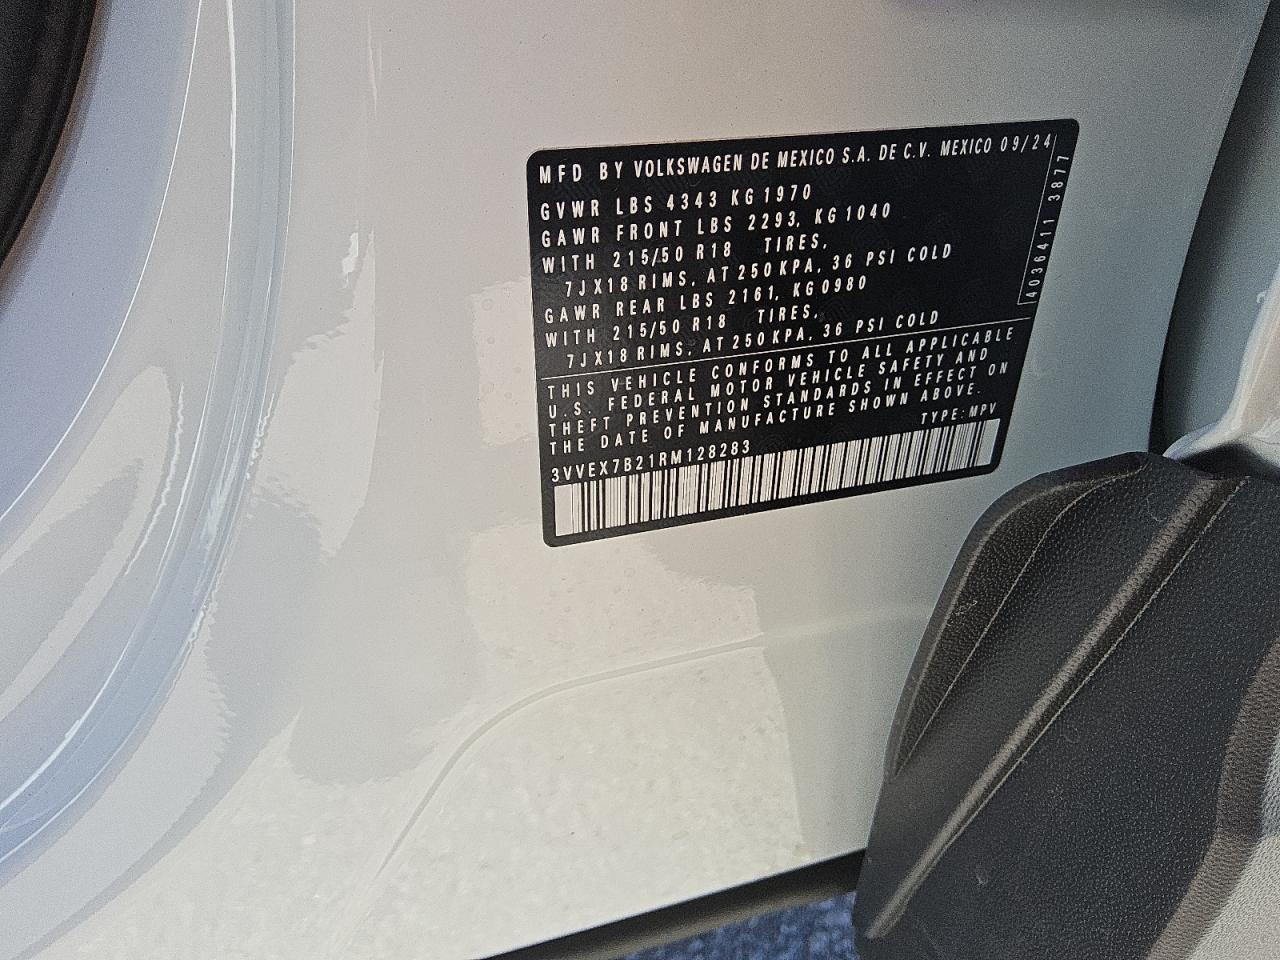 MFD BY VOLKSWAGEN DE MEXICO S.A. DE C.V. MEXICO 09/24
GVWR LBS 4343 KG 1970
GAWR FRONT LBS 2293, KG 1040
WITH 215/50 R18 TIRES,
7JX18 RIMS, AT 250 KPA, 36 PSI COLD
GAWR REAR LBS 2161, KG 0980
WITH 215/50 R18 TIRES,
7JX18 RIMS, AT 250 KPA, 36 PSI COLD
4036411 3877
THIS VEHICLE CONFORMS TO ALL APPLICABLE
U.S. FEDERAL MOTOR VEHICLE SAFETY AND
THEFT PREVENTION STANDARDS IN EFFECT ON
THE DATE OF MANUFACTURE SHOWN ABOVE.
TYPE: MPV
3VVEX7B21RM128283